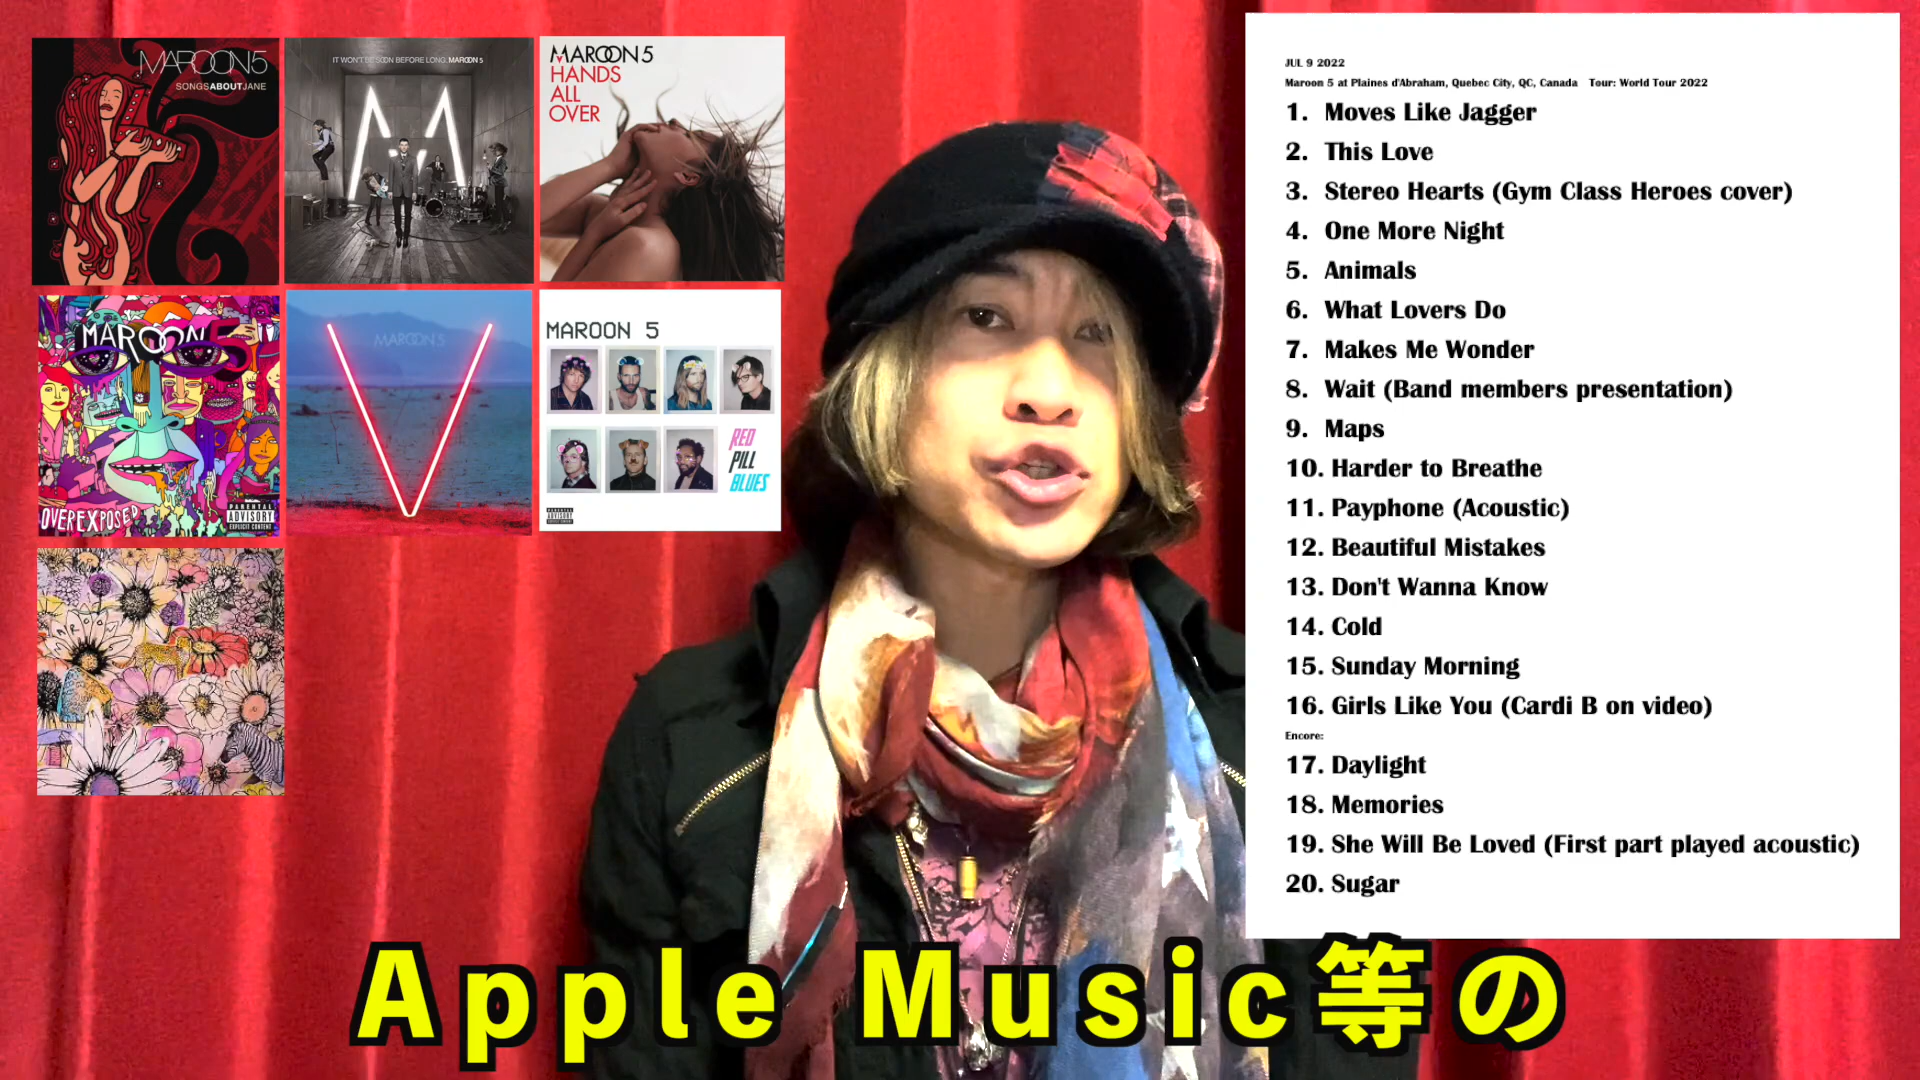 MAROON5
SONGSABOUTJANE
IT WON'T BE SOON BEFORE LONG. MAROON 5
MAROON 5
HANDS
ALL
OVER
MAROON 5
OVEREXPOSED
PARENTAL
ADVISORY
EXPLICIT CONTENT
MAROON 5
MAROON 5
RED
PILL
BLUES
JUL 9 2022
Maroon 5 at Plaines d'Abraham, Quebec City, QC, Canada Tour: World Tour 2022
1. Moves Like Jagger
2. This Love
3. Stereo Hearts (Gym Class Heroes cover)
4. One More Night
5. Animals
6. What Lovers Do
7. Makes Me Wonder
8. Wait (Band members presentation)
9. Maps
10. Harder to Breathe
11. Payphone (Acoustic)
12. Beautiful Mistakes
13. Don't Wanna Know
14. Cold
15. Sunday Morning
16. Girls Like You (Cardi B on video)
Encore:
17. Daylight
18. Memories
19. She Will Be Loved (First part played acoustic)
20. Sugar
Apple Music等の